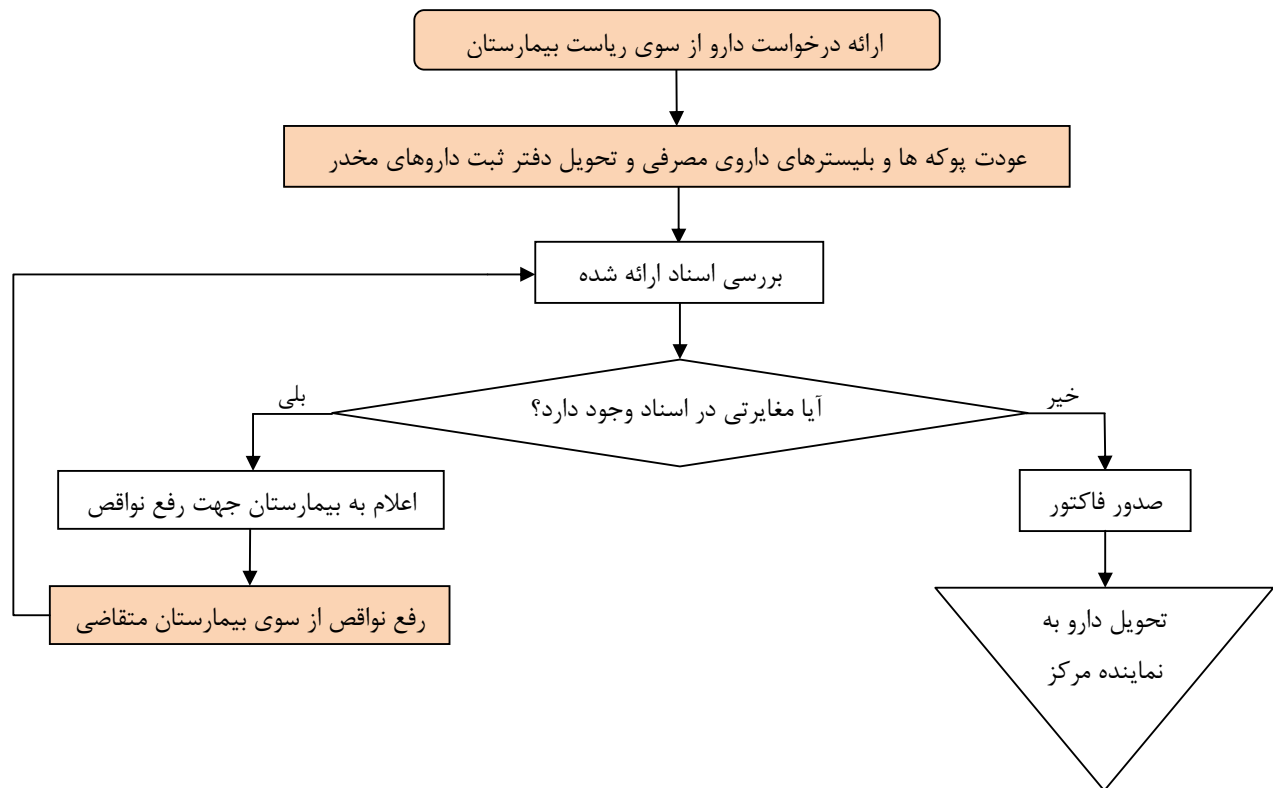 ارائه درخواست دارو از سوی ریاست بیمارستان
عودت پوکه ها و بلیسترهای داروی مصرفی و تحویل دفتر ثبت داروهای مخدر
بررسی اسناد ارائه شده
آیا مغایرتی در اسناد وجود دارد؟
خیر
بلی
صدور فاکتور
اعلام به بیمارستان جهت رفع نواقص
تحویل دارو به
نماینده مرکز
رفع نواقص از سوی بیمارستان متقاضی